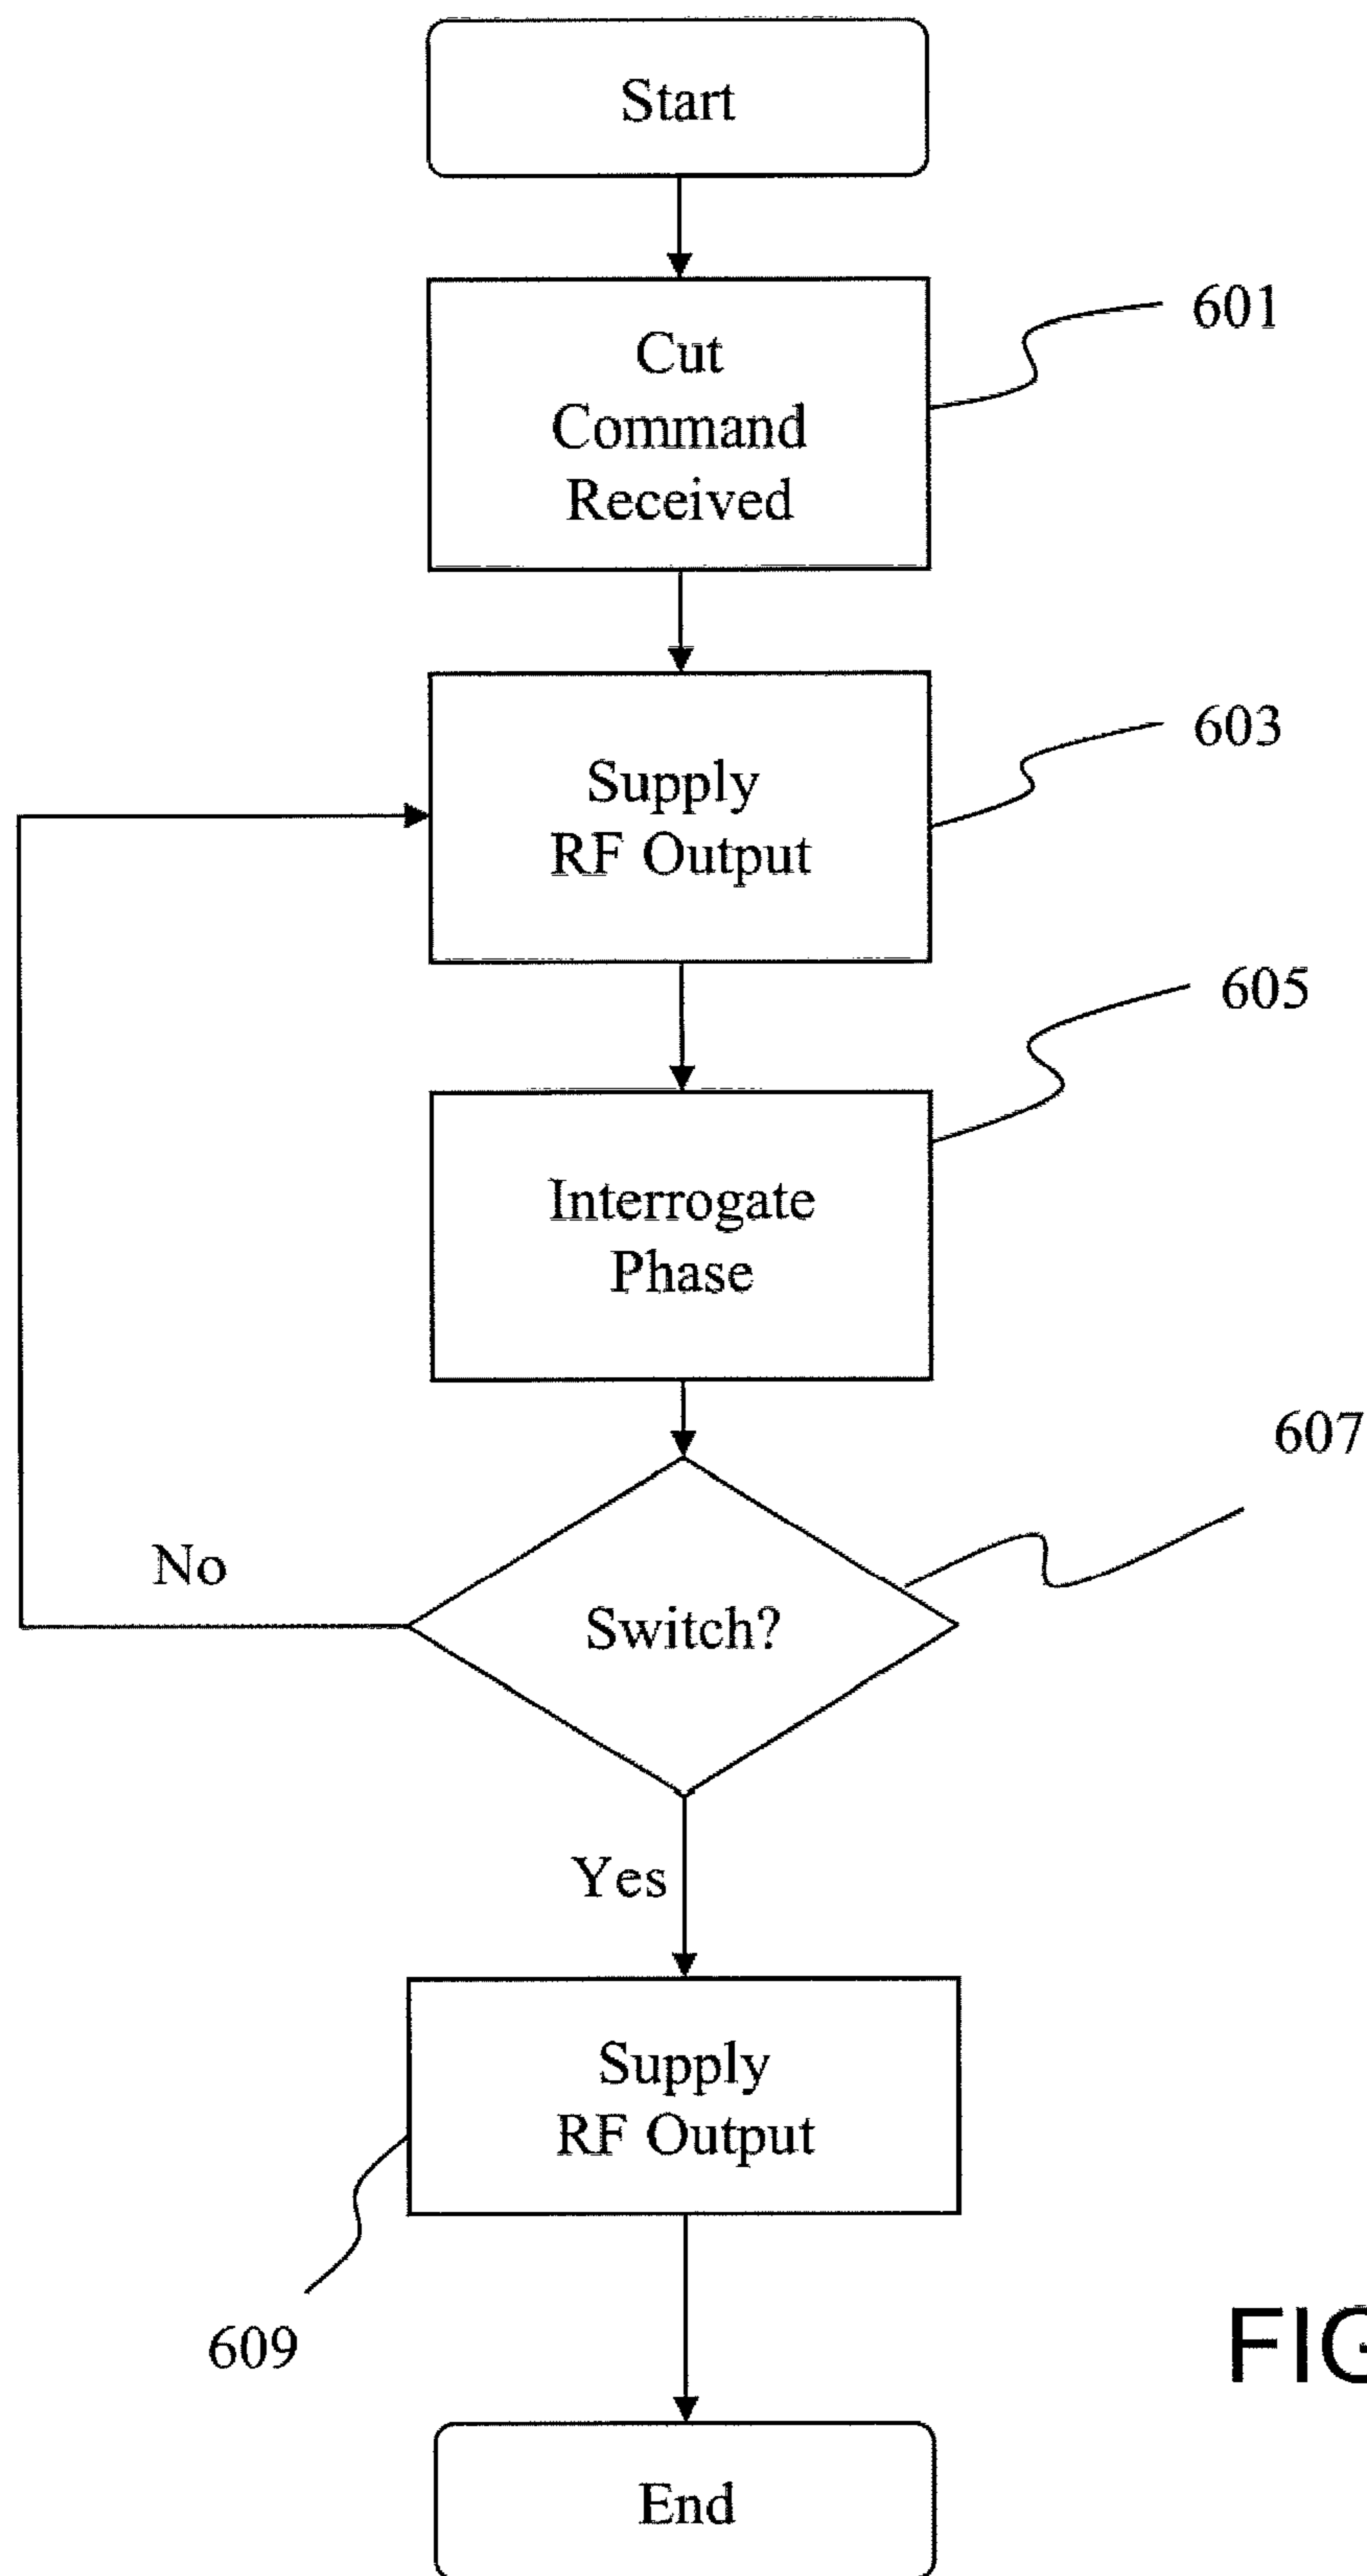 Start
Cut
Command
Received
601
Supply
RF Output
603
Interrogate
Phase
605
607
No
Switch?
Yes
Supply
RF Output
609
FIG
End